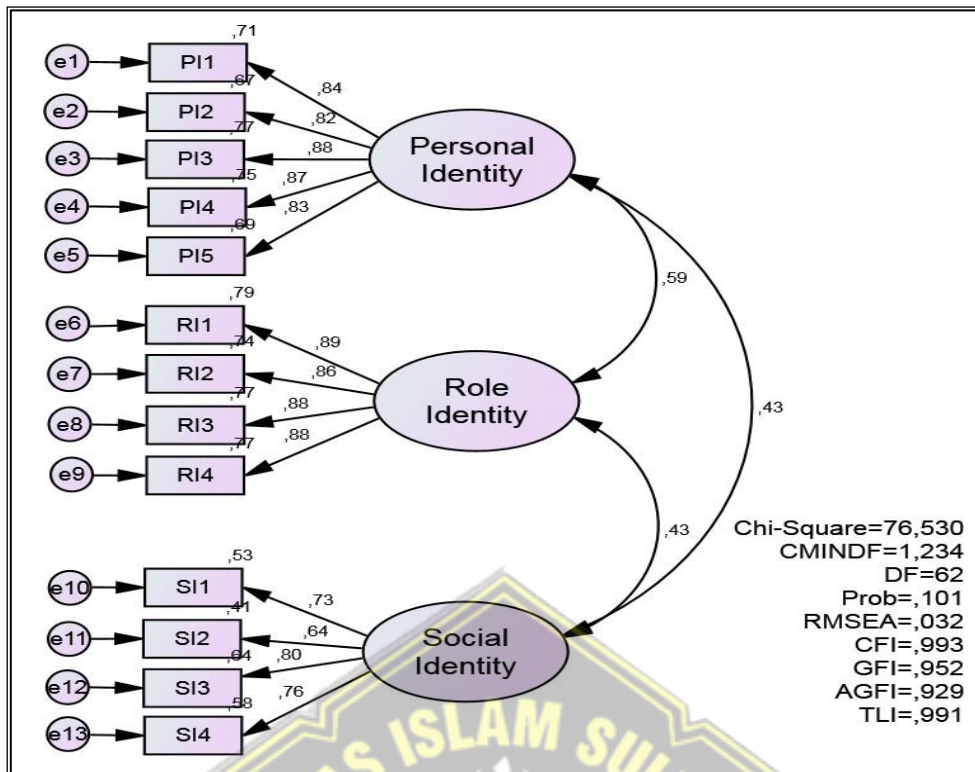 ,71
e1 PI1
,84
,67
e2 PI2
,82
,77
e3 PI3
,88
,75
e4 PI4
,87
,69
e5 PI5
,83
Personal
Identity
,59
,43
,79
e6 RI1
,89
,74
e7 RI2
,86
,77
e8 RI3
,88
,77
e9 RI4
,88
Role
Identity
,43
,53
e10 SI1
,73
,41
e11 SI2
,64
,64
e12 SI3
,80
,58
e13 SI4
,76
Social
Identity
Chi-Square=76,530
CMINDF=1,234
DF=62
Prob=,101
RMSEA=,032
CFI=,993
GFI=,952
AGFI=,929
TLI=,991
ISLAM